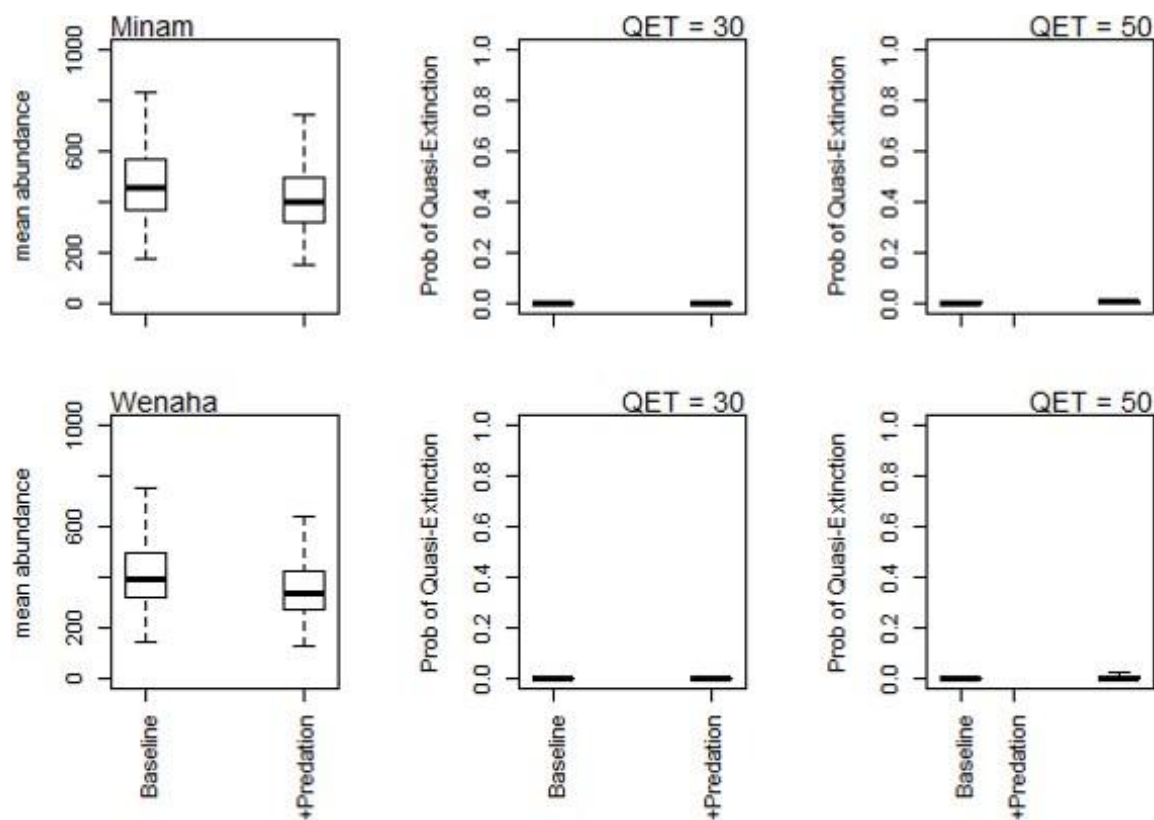 Minam
mean abundance
1000
600
200
0
QET = 30
Prob of Quasi-Extinction
1.0
0.8
0.6
0.4
0.2
0.0
QET = 50
Prob of Quasi-Extinction
1.0
0.8
0.6
0.4
0.2
0.0
Wenaha
mean abundance
1000
600
200
0
Baseline
+Predation
QET = 30
Prob of Quasi-Extinction
1.0
0.8
0.6
0.4
0.2
0.0
Baseline
+Predation
QET = 50
Prob of Quasi-Extinction
1.0
0.8
0.6
0.4
0.2
0.0
Baseline
+Predation